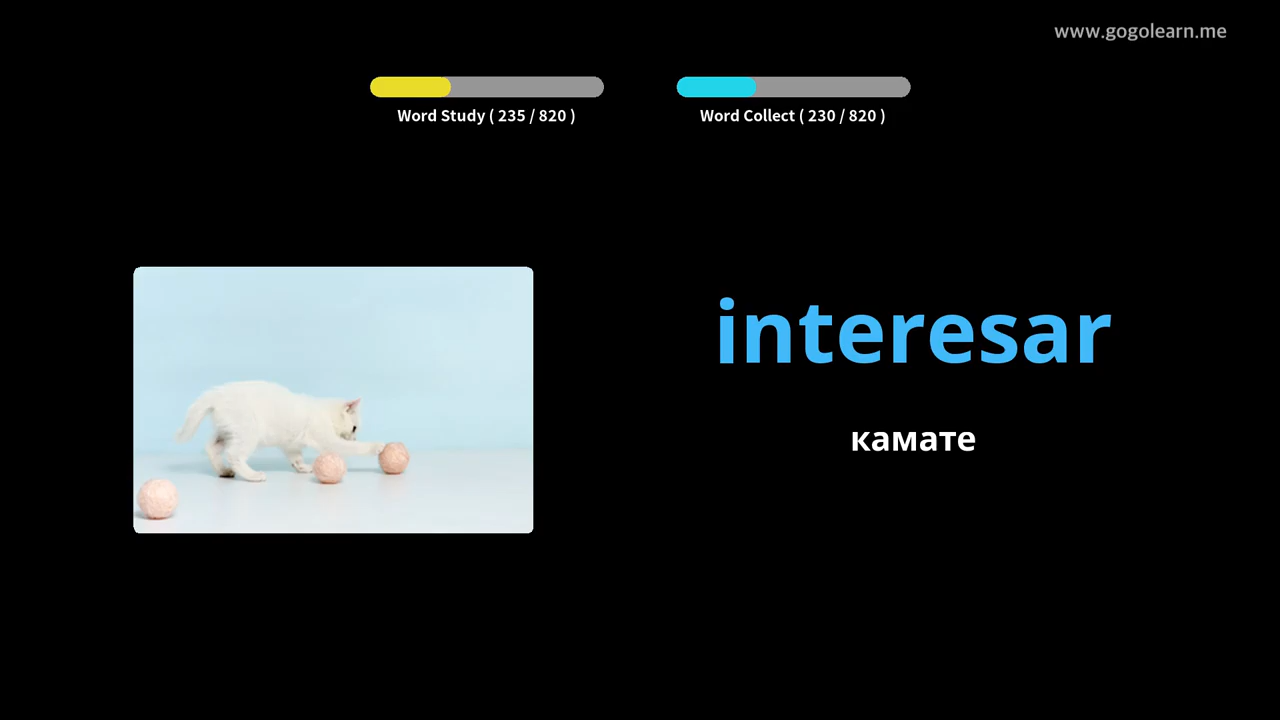 www.gogolearn.me
Word Study ( 235 / 820 )
Word Collect ( 230 / 820 )
interesar
камате